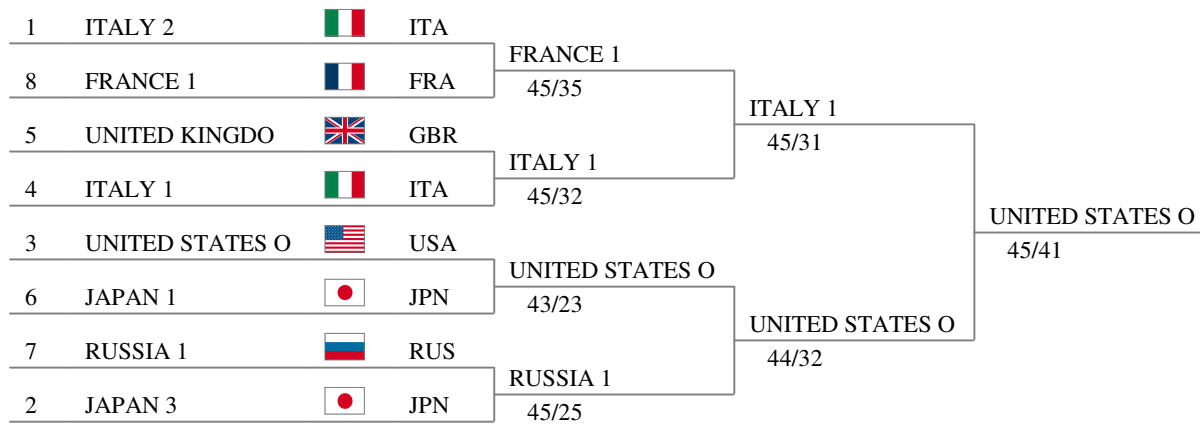 1 ITALY 2 ITA
8 FRANCE 1 FRA
5 UNITED KINGDO GBR
4 ITALY 1 ITA
3 UNITED STATES O USA
6 JAPAN 1 JPN
7 RUSSIA 1 RUS
2 JAPAN 3 JPN
FRANCE 1
45/35
ITALY 1
45/32
UNITED STATES O
43/23
RUSSIA 1
45/25
ITALY 1
45/31
UNITED STATES O
44/32
UNITED STATES O
45/41